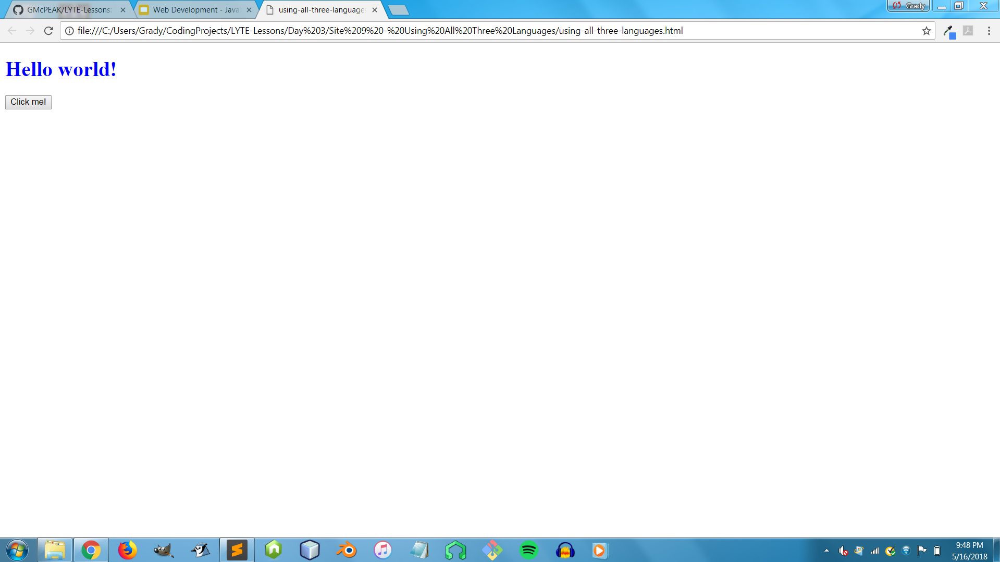 GMcPEAK/LYTE-Lessons:
Web Development - Java
using-all-three-languages
Grady
file:///C:/Users/Grady/CodingProjects/LYTE-Lessons/Day%203/Site%209%20-%20Using%20All%20Three%20Languages/using-all-three-languages.html
Hello world!
Click me!
9:48 PM
5/16/2018